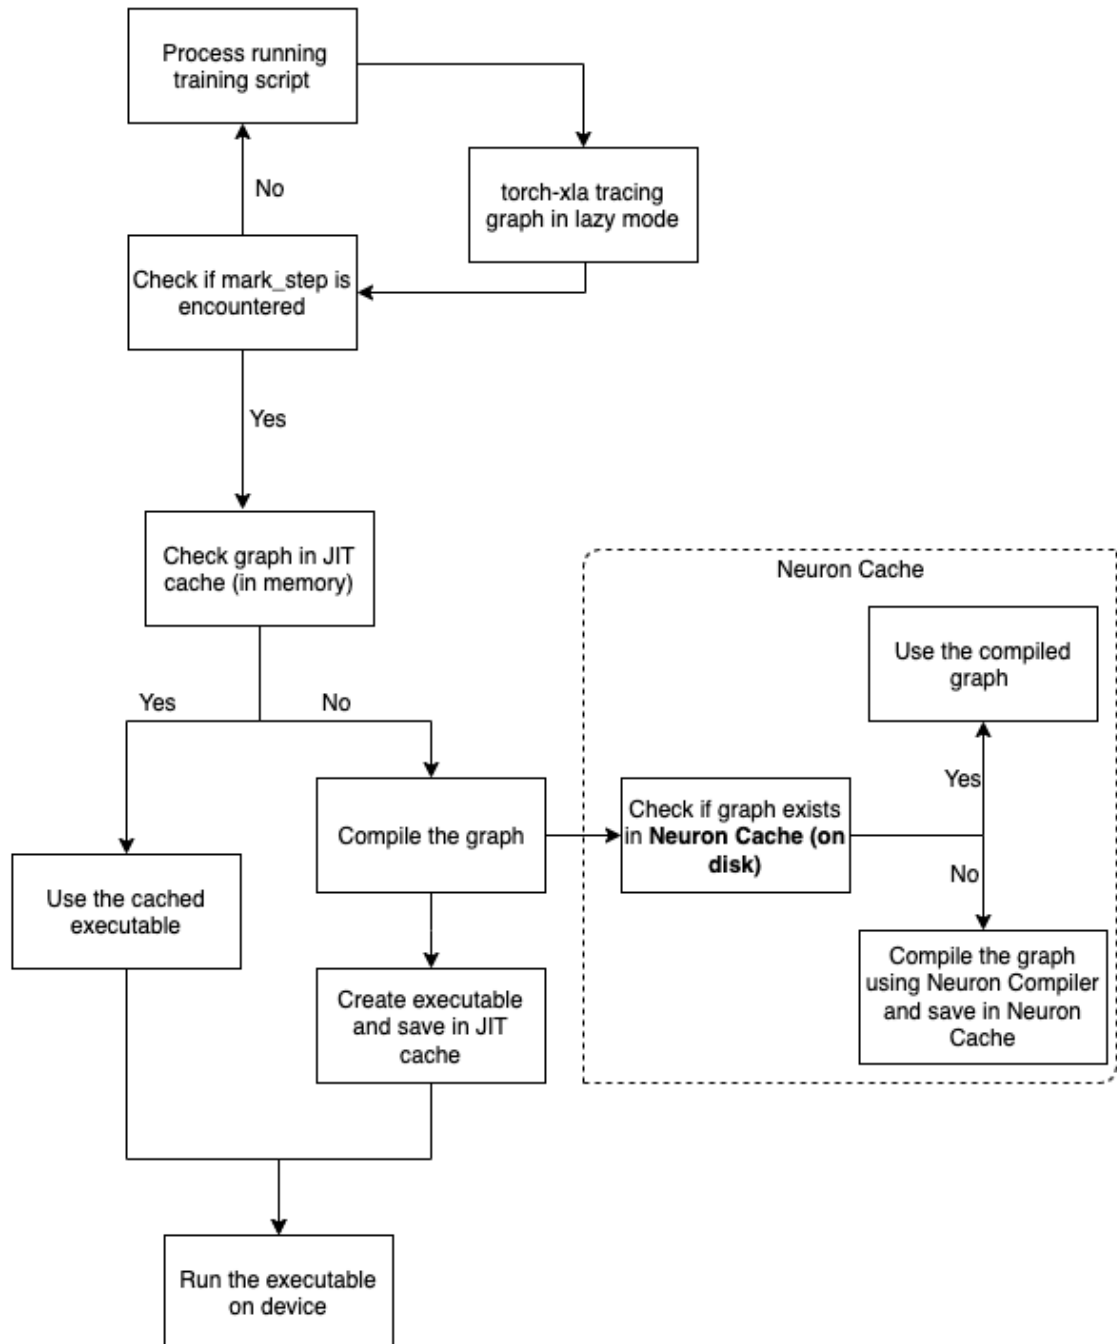 Process running
training script
torch-xla tracing
graph in lazy mode
No
Check if mark_step is
encountered
Yes
Check graph in JIT
cache (in memory)
Yes
No
Use the cached
executable
Compile the graph
Create executable
and save in JIT
cache
Run the executable
on device
Neuron Cache
Check if graph exists
in Neuron Cache (on
disk)
Yes
Use the compiled
graph
No
Compile the graph
using Neuron Compiler
and save in Neuron
Cache